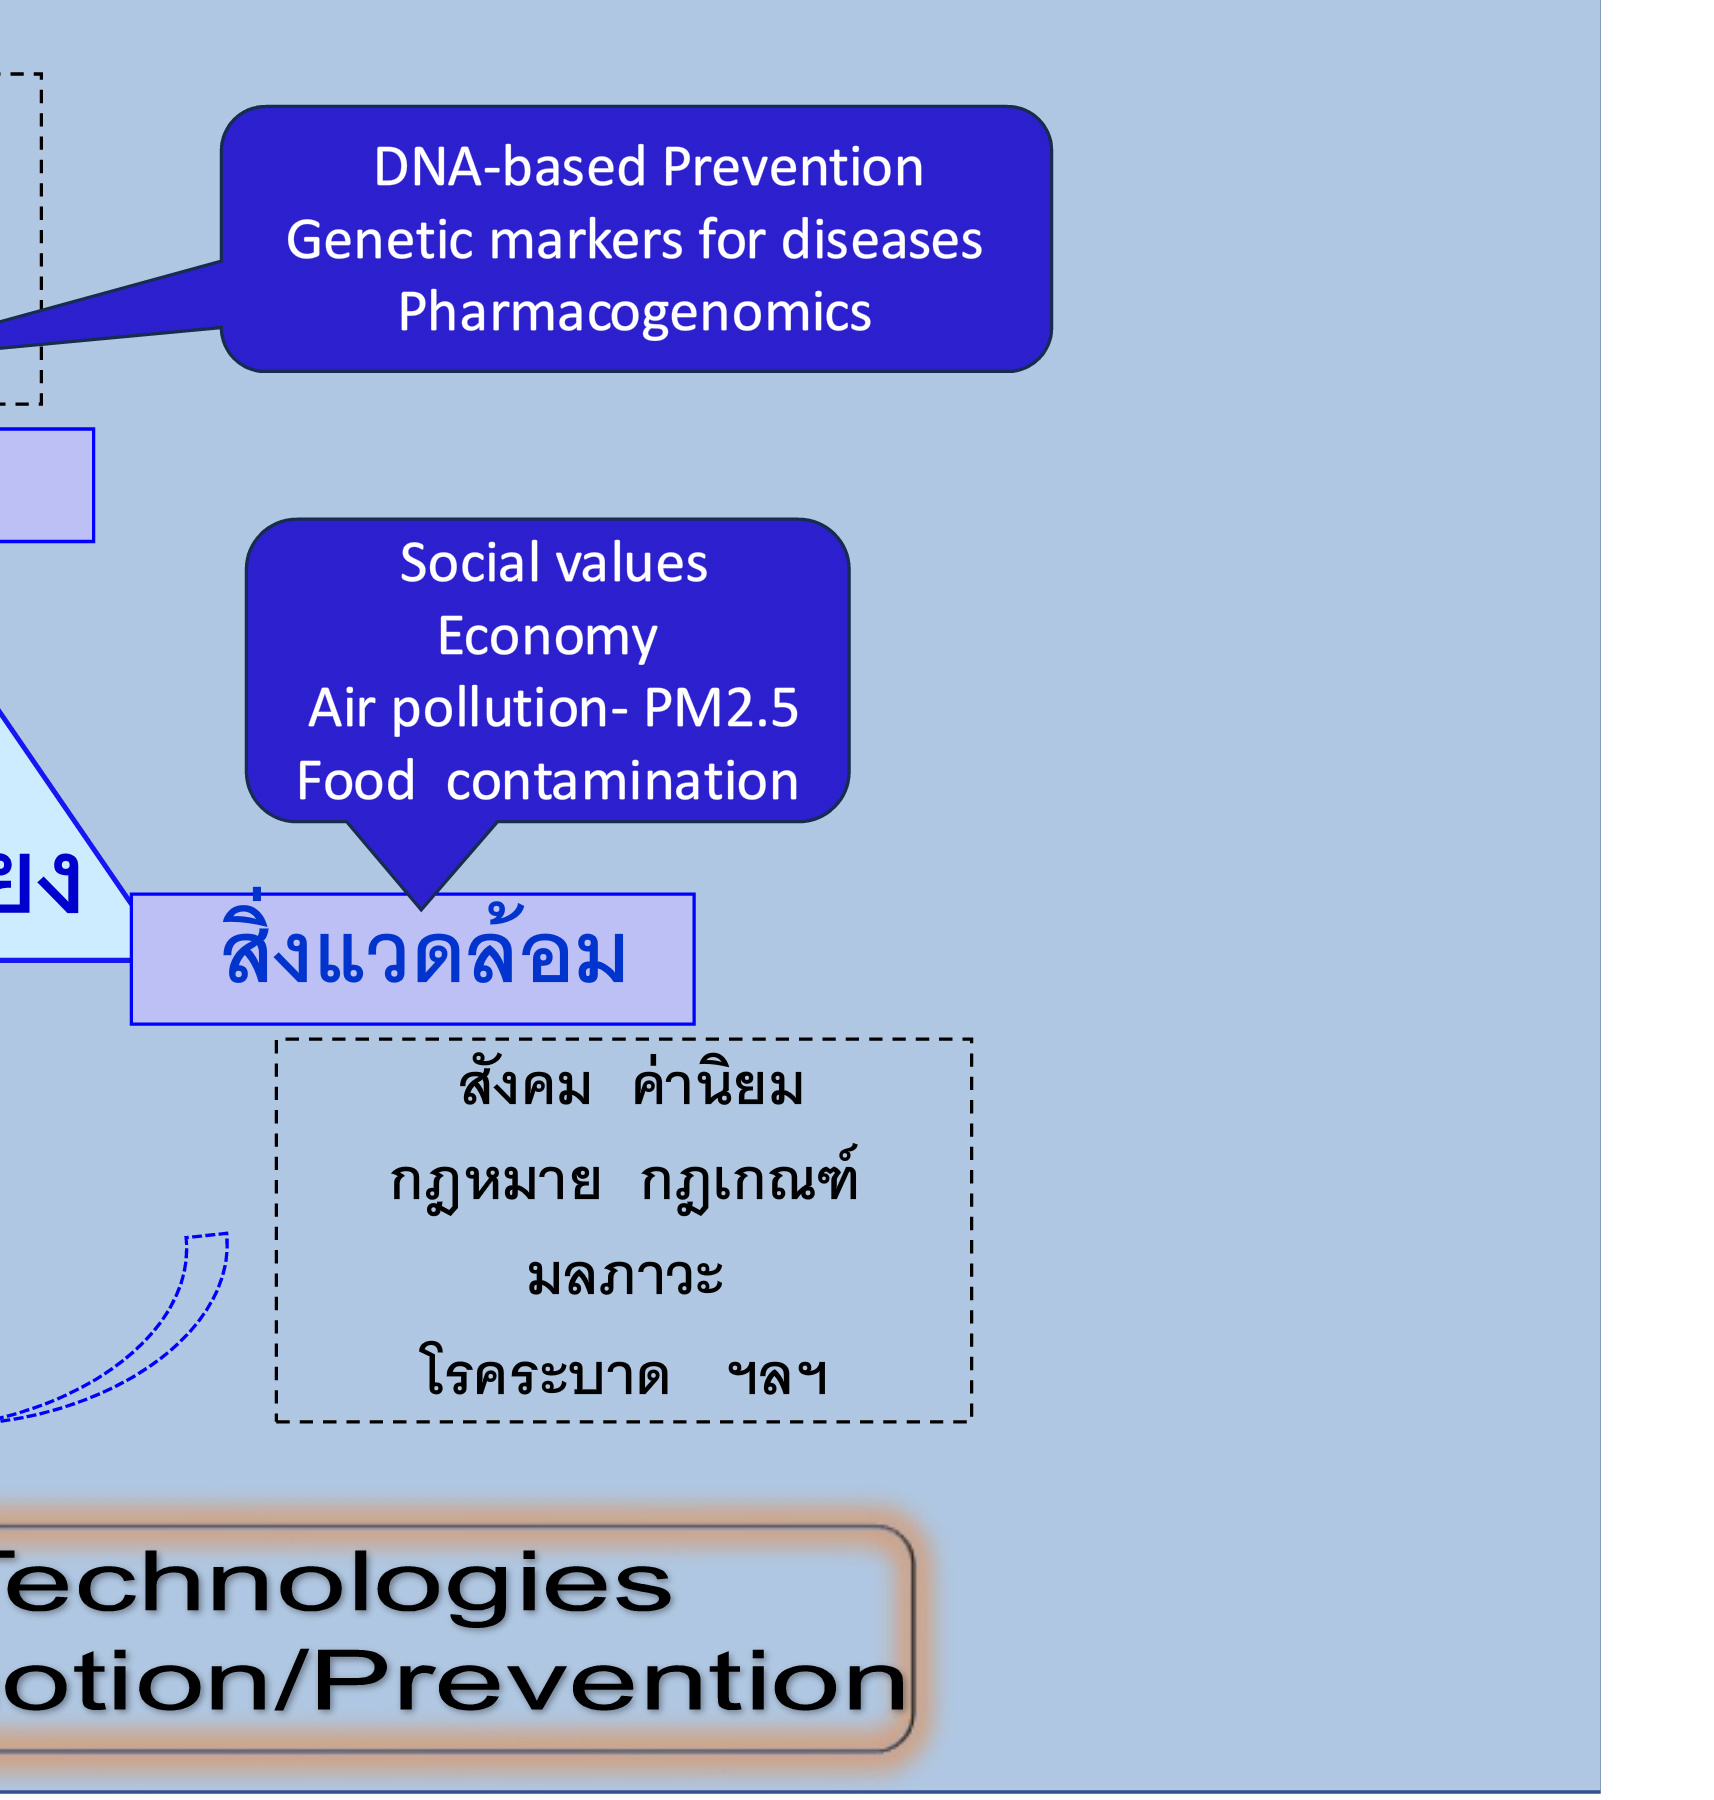 DNA-based Prevention
Genetic markers for diseases
Pharmacogenomics
Social values
Economy
Air pollution- PM2.5
Food contamination
สิ่งแวดล้อม
สังคม ค่านิยม
กฎหมาย กฎเกณฑ์
มลภาวะ
โรคระบาด ฯลฯ
Technologies
otion/Prevention